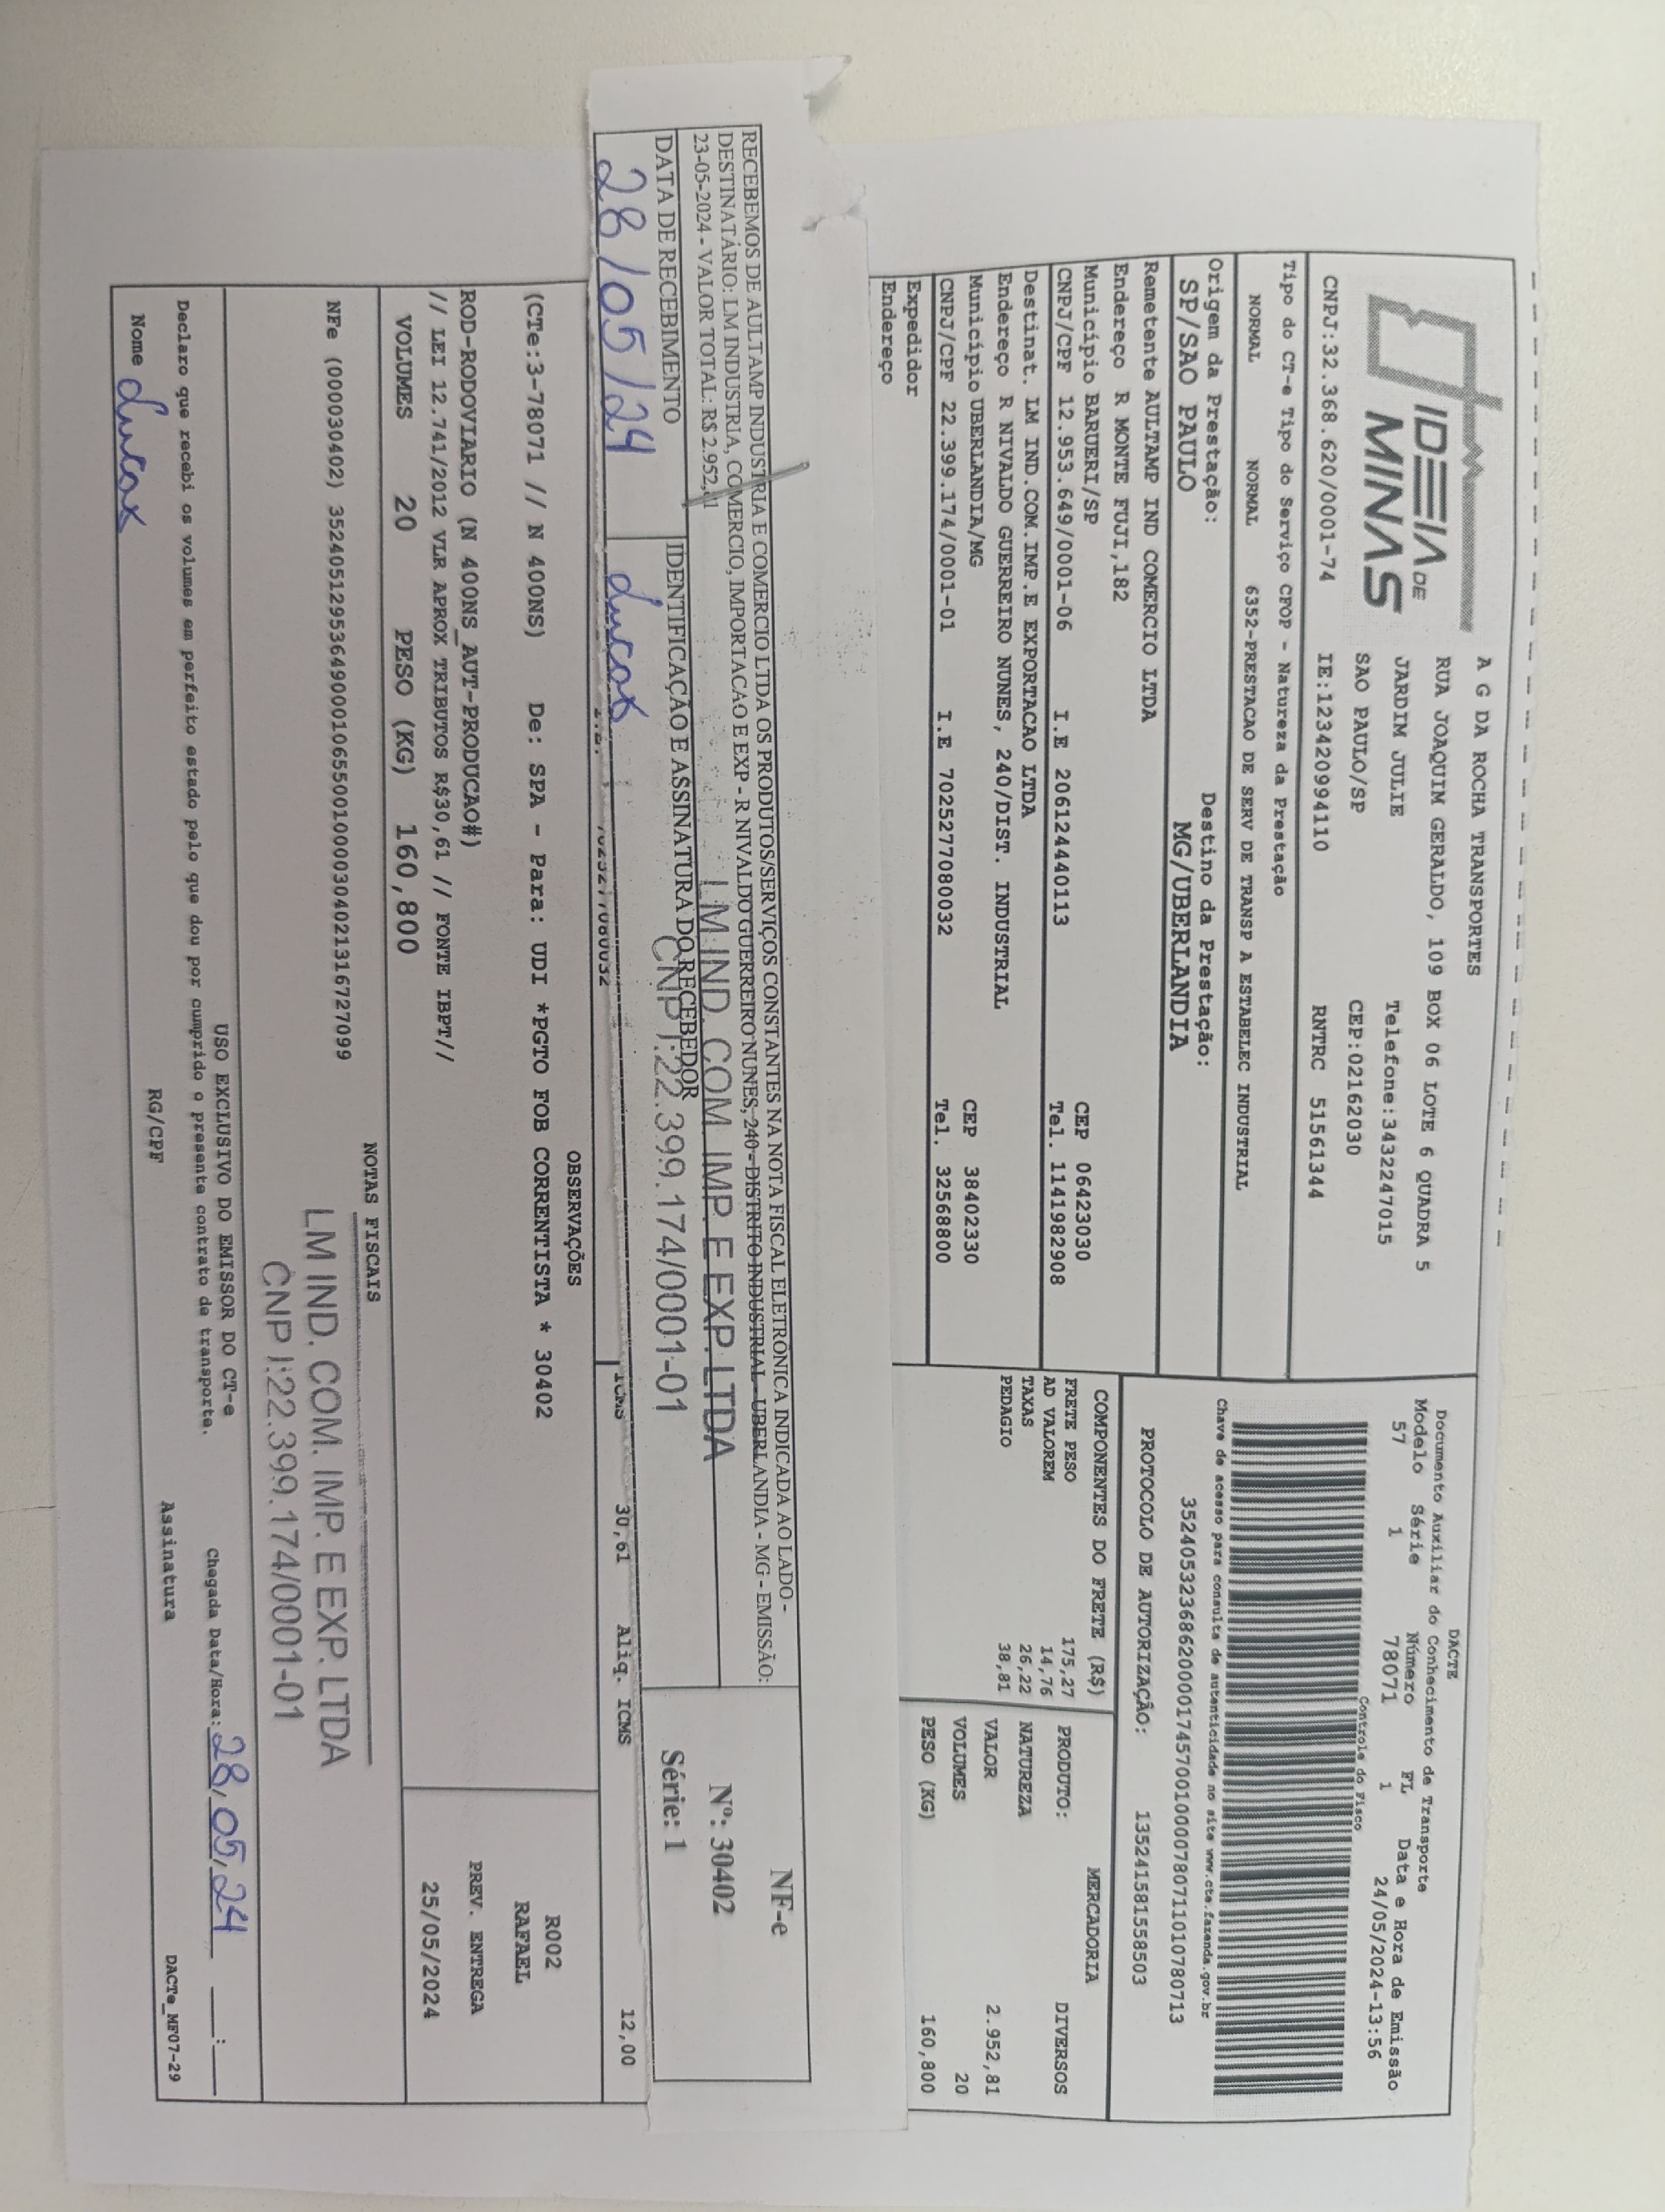 IDEIA DE
MINAS
A G DA ROCHA TRANSPORTES
RUA JOAQUIM GERALDO, 109 BOX 06 LOTE 6 QUADRA 5
JARDIM JULIE Telefone:3432247015
SAO PAULO/SP CEP:02162030
CNPJ:32.368.620/0001-74 IE:123420994110 RNTRC 51561344
DACTE
Documento Auxiliar do Conhecimento de Transporte
Modelo Série Número FL Data e Hora de Emissão
57 1 78071 1 24/05/2024-13:56
Controle do Fisco
Chave de acesso para consulta de autenticidade no site www.cte.fazenda.gov.br
35240532368620000174570010000780711010780713
PROTOCOLO DE AUTORIZAÇÃO: 135241581558503
Tipo do CT-e Tipo do Serviço CFOP - Natureza da Prestação
NORMAL NORMAL 6352-PRESTACAO DE SERV DE TRANSP A ESTABELEC INDUSTRIAL
Origem da Prestação: Destino da Prestação:
SP/SAO PAULO MG/UBERLANDIA
Remetente AULTAMP IND COMERCIO LTDA
Endereço R MONTE FUJI,182
Município BARUERI/SP CEP 06423030
CNPJ/CPF 12.953.649/0001-06 I.E 206124440113 Tel. 1141982908
Destinat. LM IND.COM.IMP.E EXPORTACAO LTDA
Endereço R NIVALDO GUERREIRO NUNES, 240/DIST. INDUSTRIAL
Município UBERLANDIA/MG CEP 38402330
CNPJ/CPF 22.399.174/0001-01 I.E 7025277080032 Tel. 32568800
Expedidor
Endereço
COMPONENTES DO FRETE (R$)
FRETE PESO 175,27
AD VALOREM 14,76
TAXAS 26,22
PEDAGIO 38,81
MERCADORIA
PRODUTO: DIVERSOS
NATUREZA
VALOR 2.952,81
VOLUMES 20
PESO (KG) 160,800
RECEBEMOS DE AULTAMP INDUSTRIA E COMERCIO LTDA OS PRODUTOS/SERVIÇOS CONSTANTES NA NOTA FISCAL ELETRÔNICA INDICADA AO LADO -
DESTINATÁRIO: LM INDUSTRIA, COMERCIO, IMPORTACAO E EXP - R NIVALDO GUERREIRO NUNES, 240 - DISTRITO INDUSTRIAL - UBERLANDIA - MG - EMISSÃO:
23-05-2024 - VALOR TOTAL: R$ 2.952,81
LM IND. COM. IMP. E EXP. LTDA
CNPJ:22.399.174/0001-01
DATA DE RECEBIMENTO IDENTIFICAÇÃO E ASSINATURA DO RECEBEDOR
28/05/24 Lucas
NF-e
Nº: 30402
Série: 1
7025277080032 ICMS 30,61 Aliq. ICMS 12,00
OBSERVAÇÕES
(CTe:3-78071 // N 400NS) De: SPA - Para: UDI *PGTO FOB CORRENTISTA * 30402
ROD-RODOVIARIO (N 400NS_AUT-PRODUCAO#)
// LEI 12.741/2012 VLR APROX TRIBUTOS R$30,61 // FONTE IBPT//
R002
RAFAEL
PREV. ENTREGA
25/05/2024
VOLUMES 20 PESO (KG) 160,800
NOTAS FISCAIS
NFe (000030402) 35240512953649000106550010000304021316727099
LM IND. COM. IMP. E EXP. LTDA
CNPJ:22.399.174/0001-01
USO EXCLUSIVO DO EMISSOR DO CT-e
Declaro que recebi os volumes em perfeito estado pelo que dou por cumprido o presente contrato de transporte.
Chegada Data/Hora: 28/05/24 __:__
Nome Lucas RG/CPF Assinatura
DACTe_MF07-29